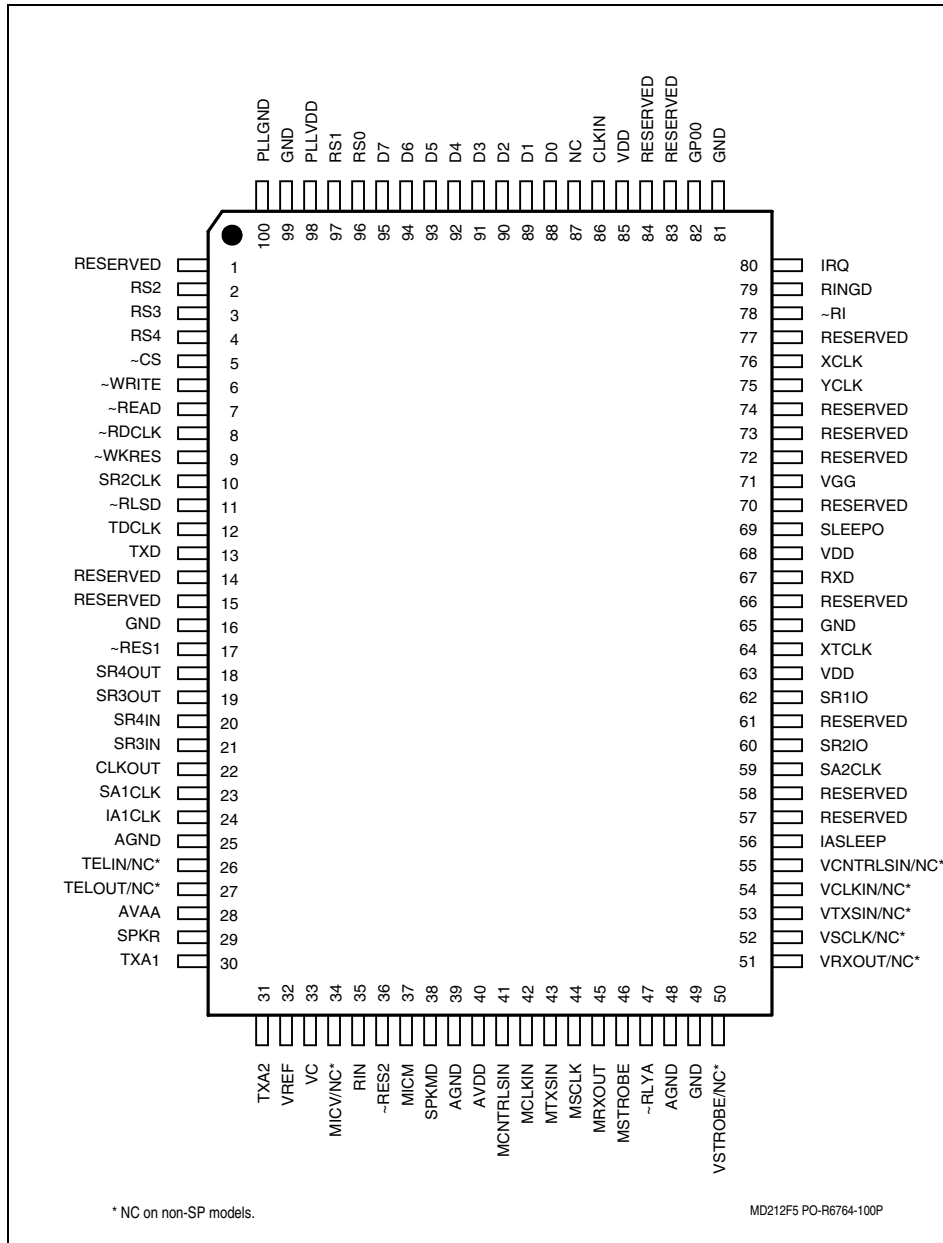 PLLGND
GND
PLLVDD
RS1
RS0
D7
D6
D5
D4
D3
D2
D1
D0
NC
CLKIN
VDD
RESERVED
RESERVED
GP00
GND
100
99
98
97
96
95
94
93
92
91
90
89
88
87
86
85
84
83
82
81
RESERVED 1
RS2 2
RS3 3
RS4 4
~CS 5
~WRITE 6
~READ 7
~RDCLK 8
~WKRES 9
SR2CLK 10
~RLSD 11
TDCLK 12
TXD 13
RESERVED 14
RESERVED 15
GND 16
~RES1 17
SR4OUT 18
SR3OUT 19
SR4IN 20
SR3IN 21
CLKOUT 22
SA1CLK 23
IA1CLK 24
AGND 25
TELIN/NC* 26
TELOUT/NC* 27
AVAA 28
SPKR 29
TXA1 30
80 IRQ
79 RINGD
78 ~RI
77 RESERVED
76 XCLK
75 YCLK
74 RESERVED
73 RESERVED
72 RESERVED
71 VGG
70 RESERVED
69 SLEEPO
68 VDD
67 RXD
66 RESERVED
65 GND
64 XTCLK
63 VDD
62 SR1IO
61 RESERVED
60 SR2IO
59 SA2CLK
58 RESERVED
57 RESERVED
56 IASLEEP
55 VCNTRLSIN/NC*
54 VCLKIN/NC*
53 VTXSIN/NC*
52 VSCLK/NC*
51 VRXOUT/NC*
31
32
33
34
35
36
37
38
39
40
41
42
43
44
45
46
47
48
49
50
TXA2
VREF
VC
MICV/NC*
RIN
~RES2
MICM
SPKMD
AGND
AVDD
MCNTRLSIN
MCLKIN
MTXSIN
MSCLK
MRXOUT
MSTROBE
~RLYA
AGND
GND
VSTROBE/NC*
* NC on non-SP models.
MD212F5 PO-R6764-100P